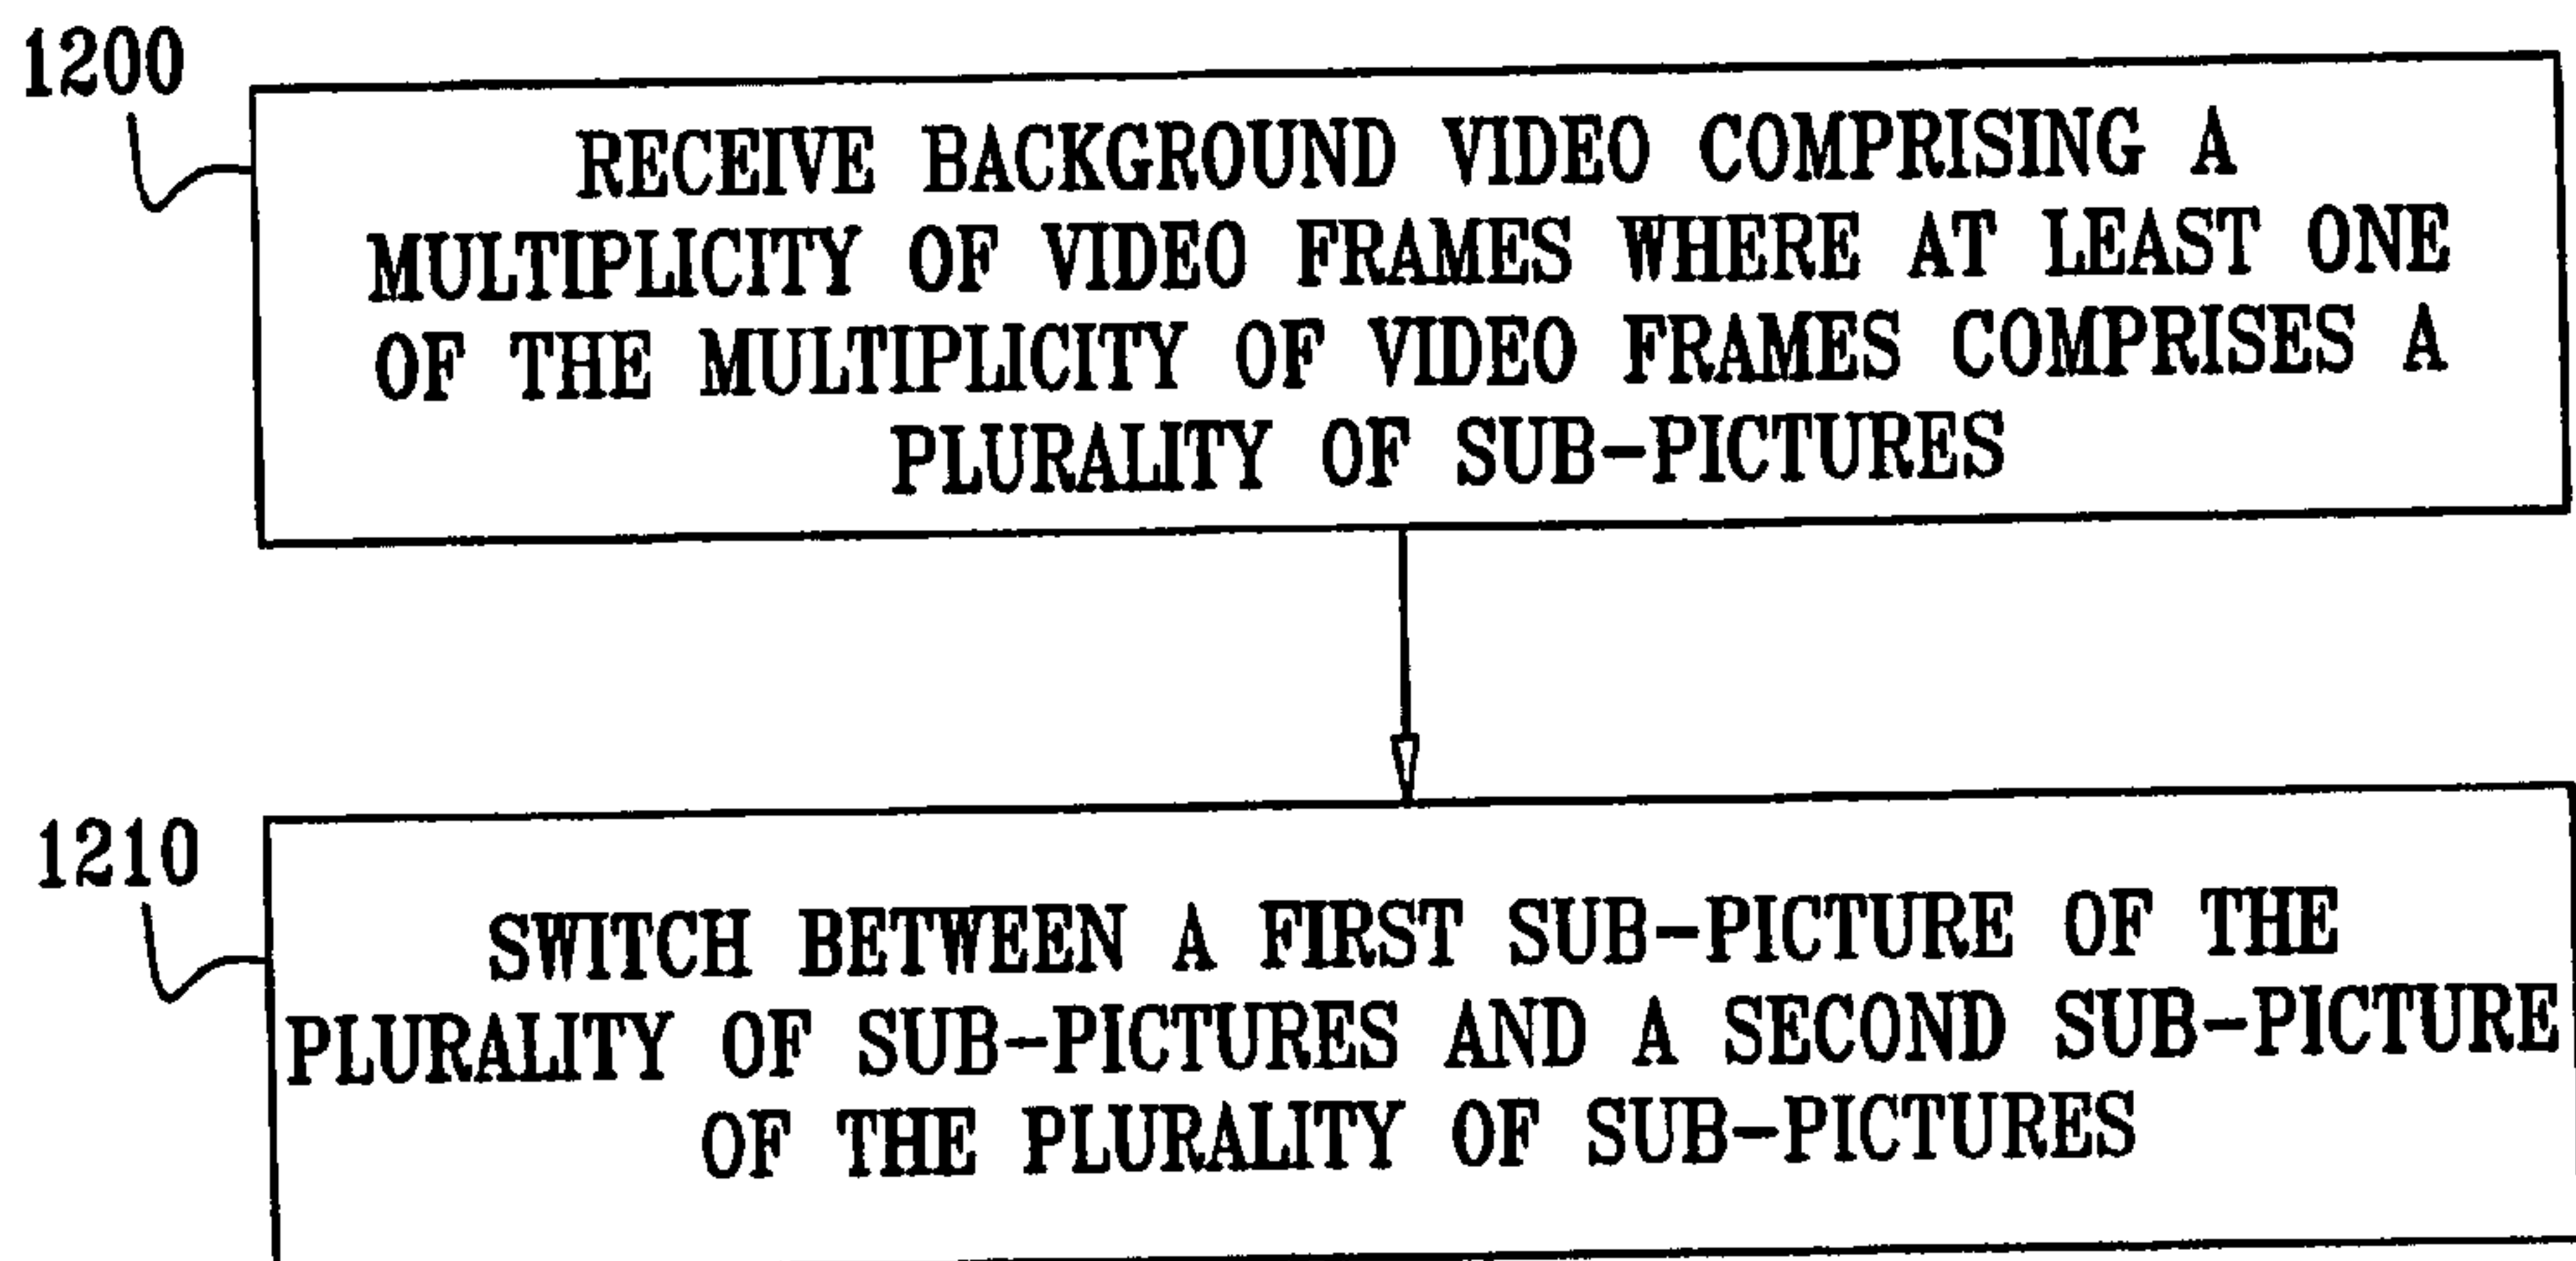 1200
RECEIVE BACKGROUND VIDEO COMPRISING A
MULTIPLICITY OF VIDEO FRAMES WHERE AT LEAST ONE
OF THE MULTIPLICITY OF VIDEO FRAMES COMPRISES A
PLURALITY OF SUB-PICTURES
1210
SWITCH BETWEEN A FIRST SUB-PICTURE OF THE
PLURALITY OF SUB-PICTURES AND A SECOND SUB-PICTURE
OF THE PLURALITY OF SUB-PICTURES